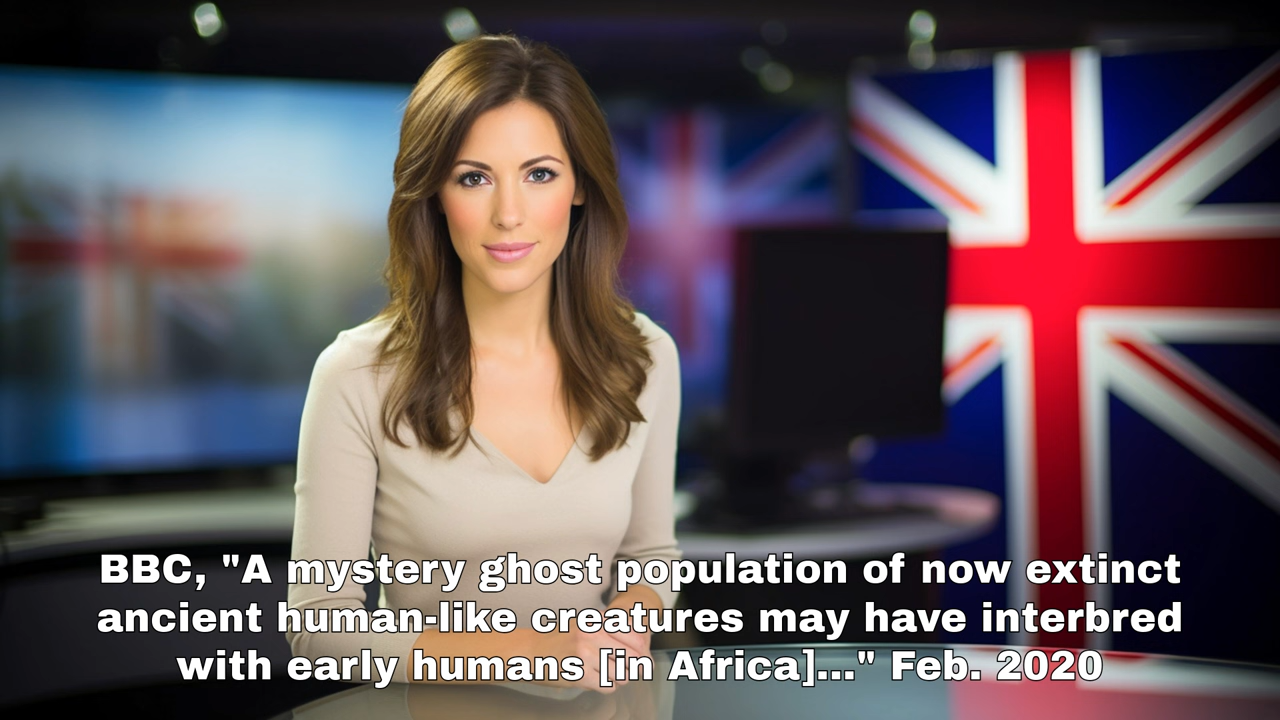 BBC, "A mystery ghost population of now extinct
ancient human-like creatures may have interbred
with early humans [in Africa]..." Feb. 2020